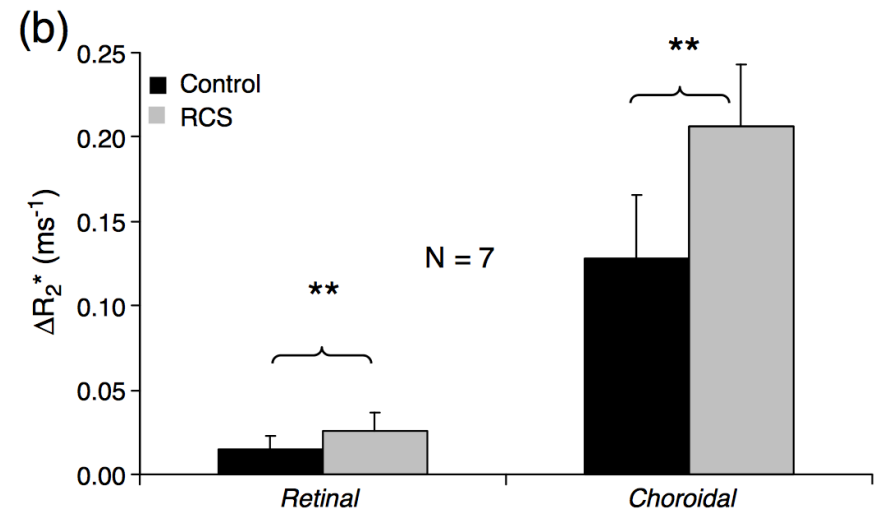 (b)
0.25
0.20
0.15
0.10
0.05
0.00
ΔR₂* (ms⁻¹)
Control
RCS
**
**
N = 7
Retinal
Choroidal